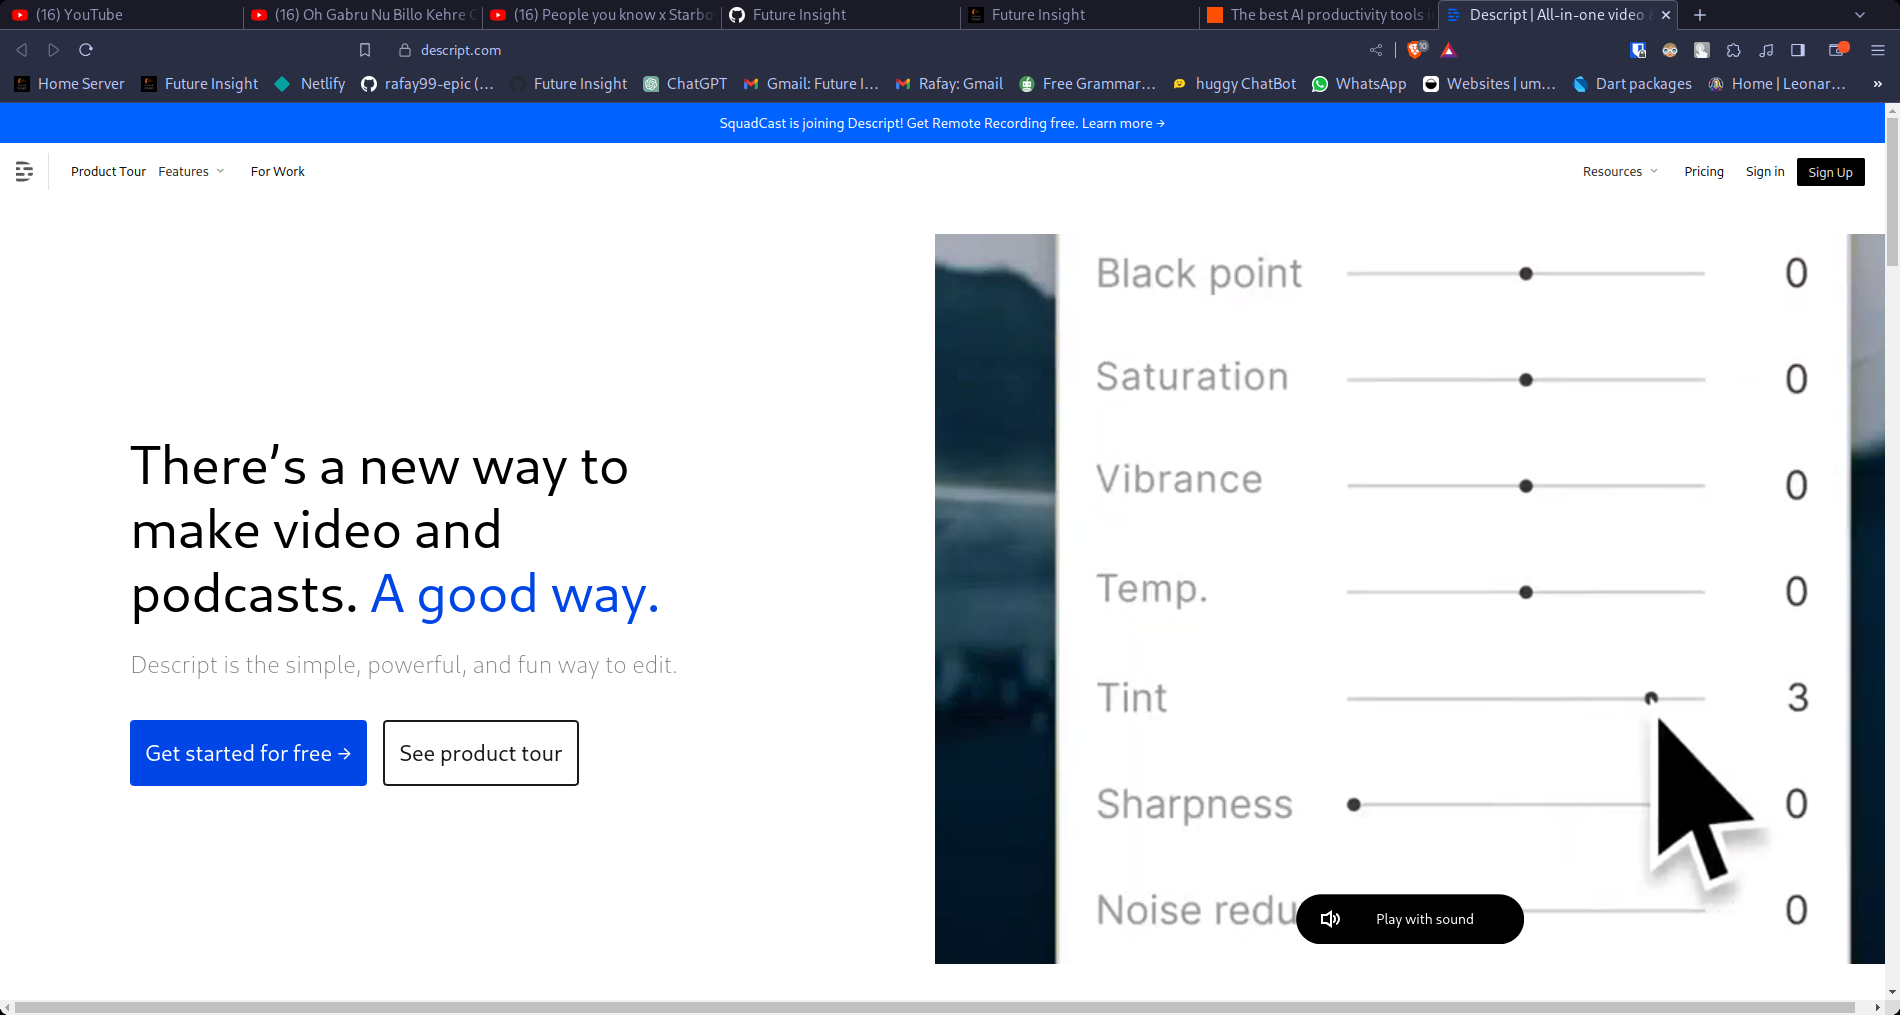 (16) YouTube
(16) Oh Gabru Nu Billo Kehre
(16) People you know x
Future Insight
Future Insight
The best AI productivity tools
Descript | All-in-one video
descript.com
10
Home Server
Future Insight
Netlify
rafay99-epic (...
Future Insight
ChatGPT
Gmail: Future I...
Rafay: Gmail
Free Grammar...
huggy ChatBot
WhatsApp
Websites | um...
Dart packages
Home | Leonar...
»
SquadCast is joining Descript! Get Remote Recording free. Learn more →
Product Tour
Features
For Work
Resources
Pricing
Sign in
Sign Up
There’s a new way to
make video and
podcasts. A good way.
Descript is the simple, powerful, and fun way to edit.
Get started for free →
See product tour
Black point 0
Saturation 0
Vibrance 0
Temp. 0
Tint 3
Sharpness 0
Noise redu 0
Play with sound